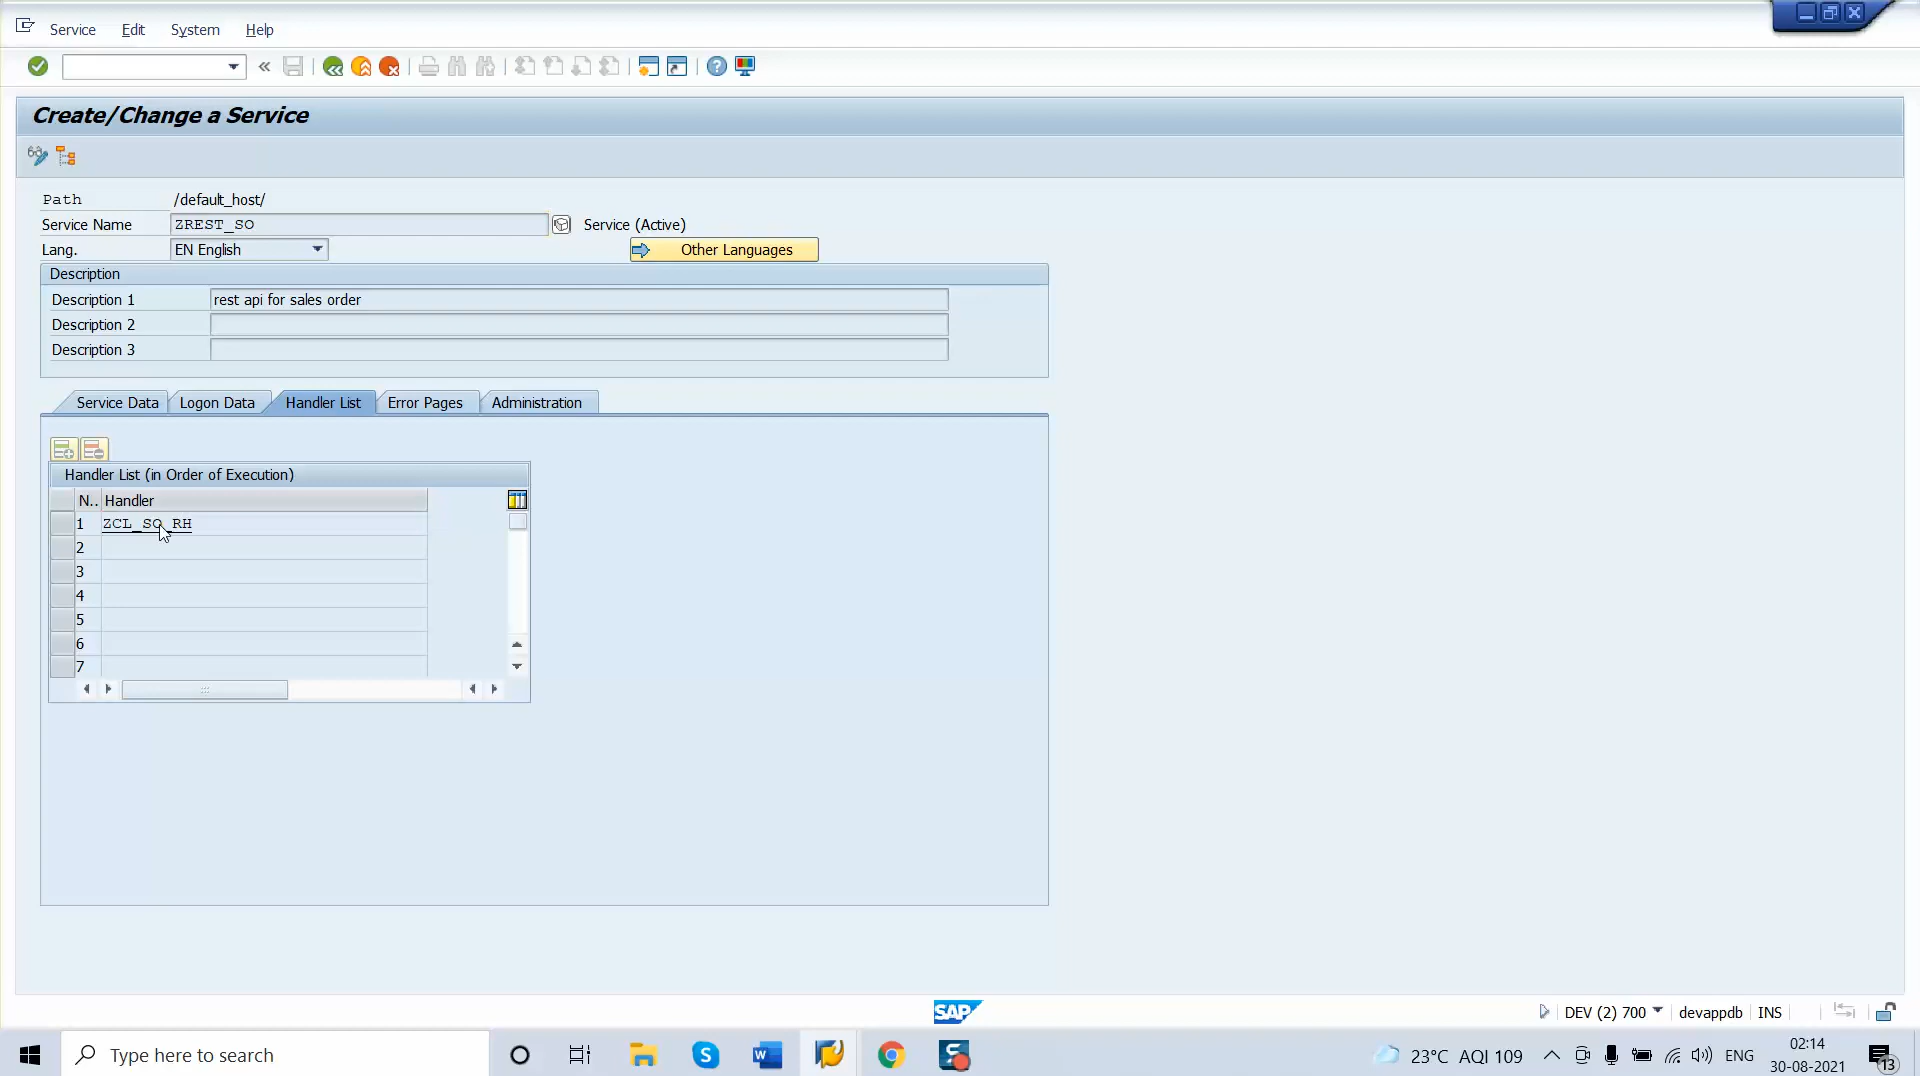 Service Edit System Help
Create/Change a Service
Path /default_host/
Service Name ZREST_SO Service (Active)
Lang. EN English Other Languages
Description
Description 1 rest api for sales order
Description 2
Description 3
Service Data Logon Data Handler List Error Pages Administration
Handler List (in Order of Execution)
N.. Handler
1 ZCL_SO_RH
2
3
4
5
6
7
SAP DEV (2) 700 devappdb INS
Type here to search 23°C AQI 109 ENG 02:14
30-08-2021 13